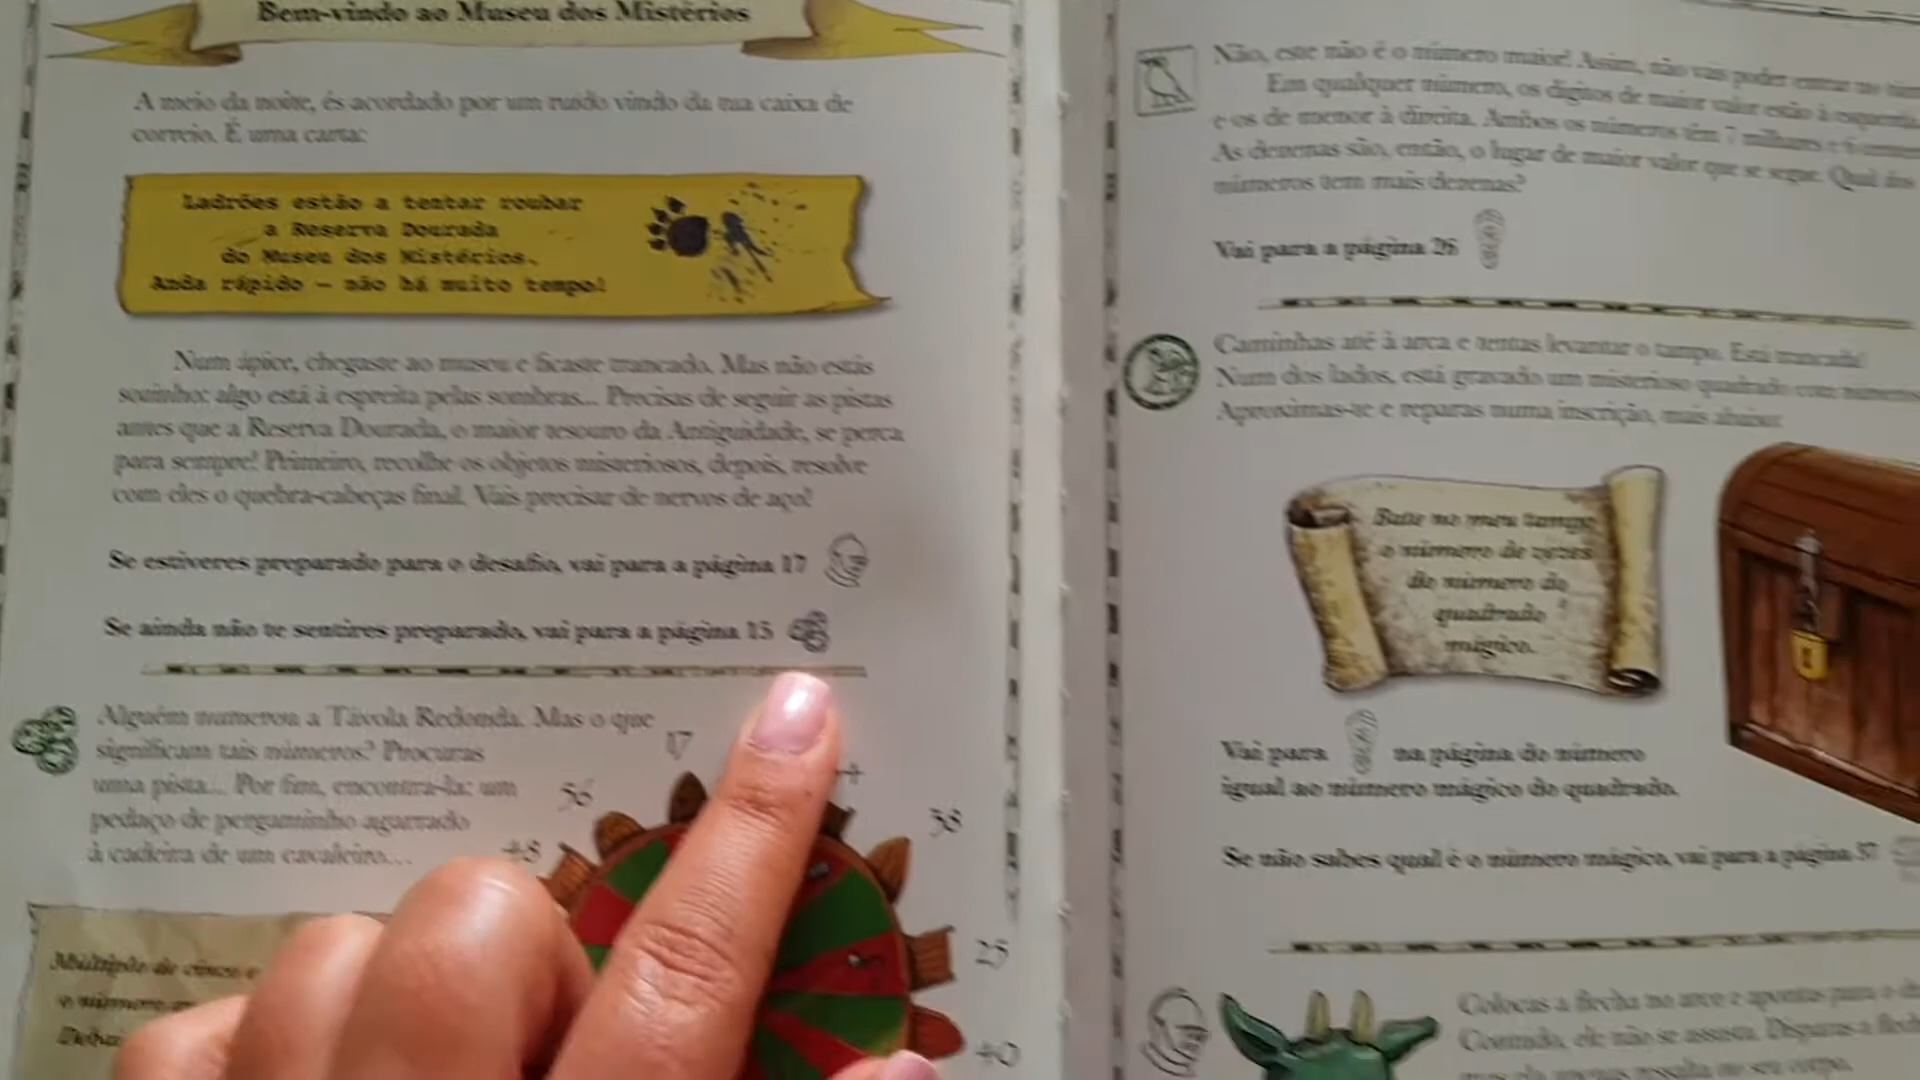 Bem-vindo ao Museu dos Mistérios
A meio da noite, és acordado por um ruído vindo da tua caixa de
correio. É uma carta:
Ladrões estão a tentar roubar
a Reserva Dourada
do Museu dos Mistérios.
Anda rápido – não há muito tempo!
Num ápice, chegaste ao museu e ficaste trancado. Mas não estás
sozinho: algo está à espreita pelas sombras... Precisas de seguir as pistas
antes que a Reserva Dourada, o maior tesouro da Antiguidade, se perca
para sempre! Primeiro, recolhe os objetos misteriosos, depois, resolve
com eles o quebra-cabeças final. Vais precisar de nervos de aço!
Se estiveres preparado para o desafio, vai para a página 17
Se ainda não te sentires preparado, vai para a página 15
Alguém numerou a Távola Redonda. Mas o que
significam tais números? Procuras
uma pista... Por fim, encontra-la: um
pedaço de pergaminho agarrado
à cadeira de um cavaleiro...
17
56
48
38
25
40
Múltiplo de cinco e
o número
Não, este não é o número maior! Assim, não vais poder entrar no
Em qualquer número, os dígitos de maior valor estão à esquerda
e os de menor à direita. Ambos os números têm 7 milhares e 6
As dezenas são, então, o lugar de maior valor que se segue. Qual dos
números tem mais dezenas?
Vai para a página 26
Caminhas até à arca e tentas levantar o tampo. Está trancada!
Num dos lados, está gravado um misterioso quadrado com números
Aproximas-te e reparas numa inscrição, mais abaixo:
Bate no meu tampo
o número de vezes
do número do
quadrado
mágico.
Vai para na página do número
igual ao número mágico do quadrado.
Se não sabes qual é o número mágico, vai para a página 37
Colocas a flecha no arco e apontas para o
Contudo, ele não se assusta. Disparas a flecha
mas ela apenas ressalta no seu corpo.